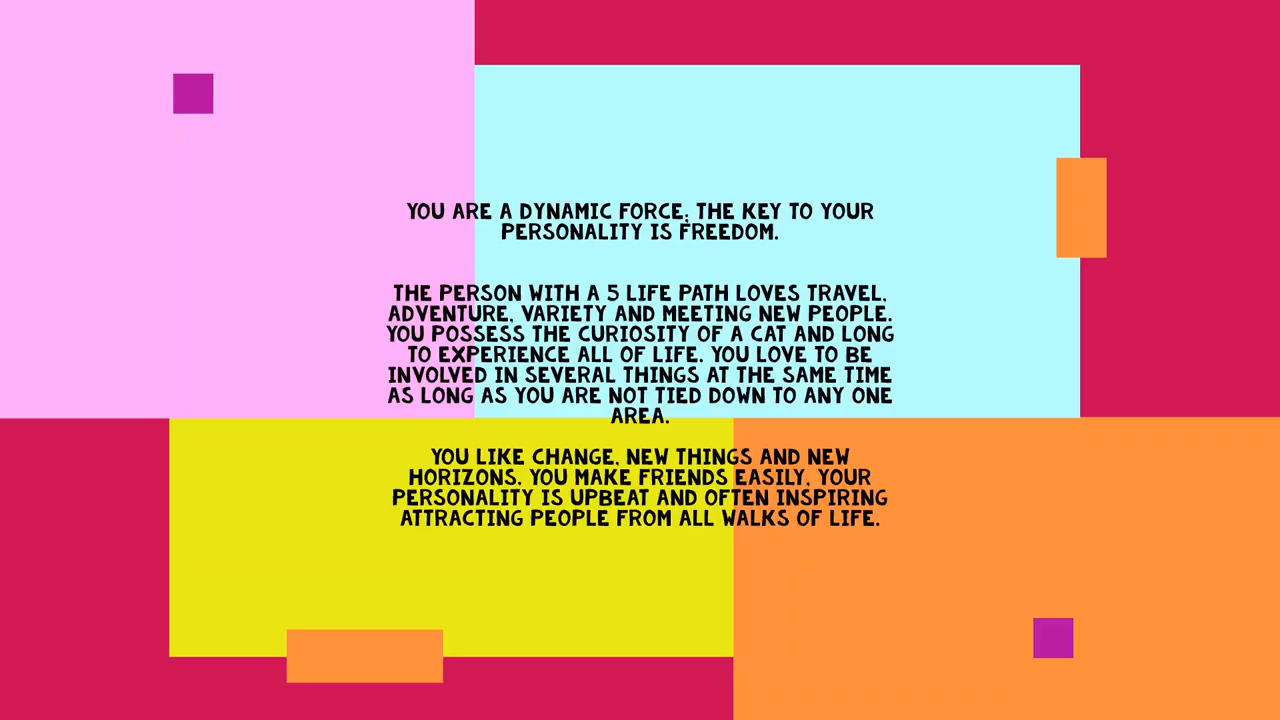 YOU ARE A DYNAMIC FORCE; THE KEY TO YOUR
PERSONALITY IS FREEDOM.
THE PERSON WITH A 5 LIFE PATH LOVES TRAVEL,
ADVENTURE, VARIETY AND MEETING NEW PEOPLE.
YOU POSSESS THE CURIOSITY OF A CAT AND LONG
TO EXPERIENCE ALL OF LIFE. YOU LOVE TO BE
INVOLVED IN SEVERAL THINGS AT THE SAME TIME
AS LONG AS YOU ARE NOT TIED DOWN TO ANY ONE
AREA.
YOU LIKE CHANGE, NEW THINGS AND NEW
HORIZONS. YOU MAKE FRIENDS EASILY, YOUR
PERSONALITY IS UPBEAT AND OFTEN INSPIRING
ATTRACTING PEOPLE FROM ALL WALKS OF LIFE.